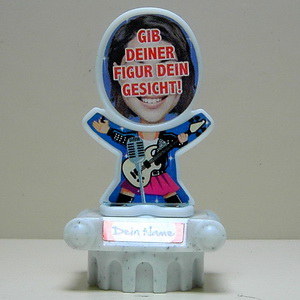 GIB
DEINER
FIGUR DEIN
GESICHT!
Dein Name